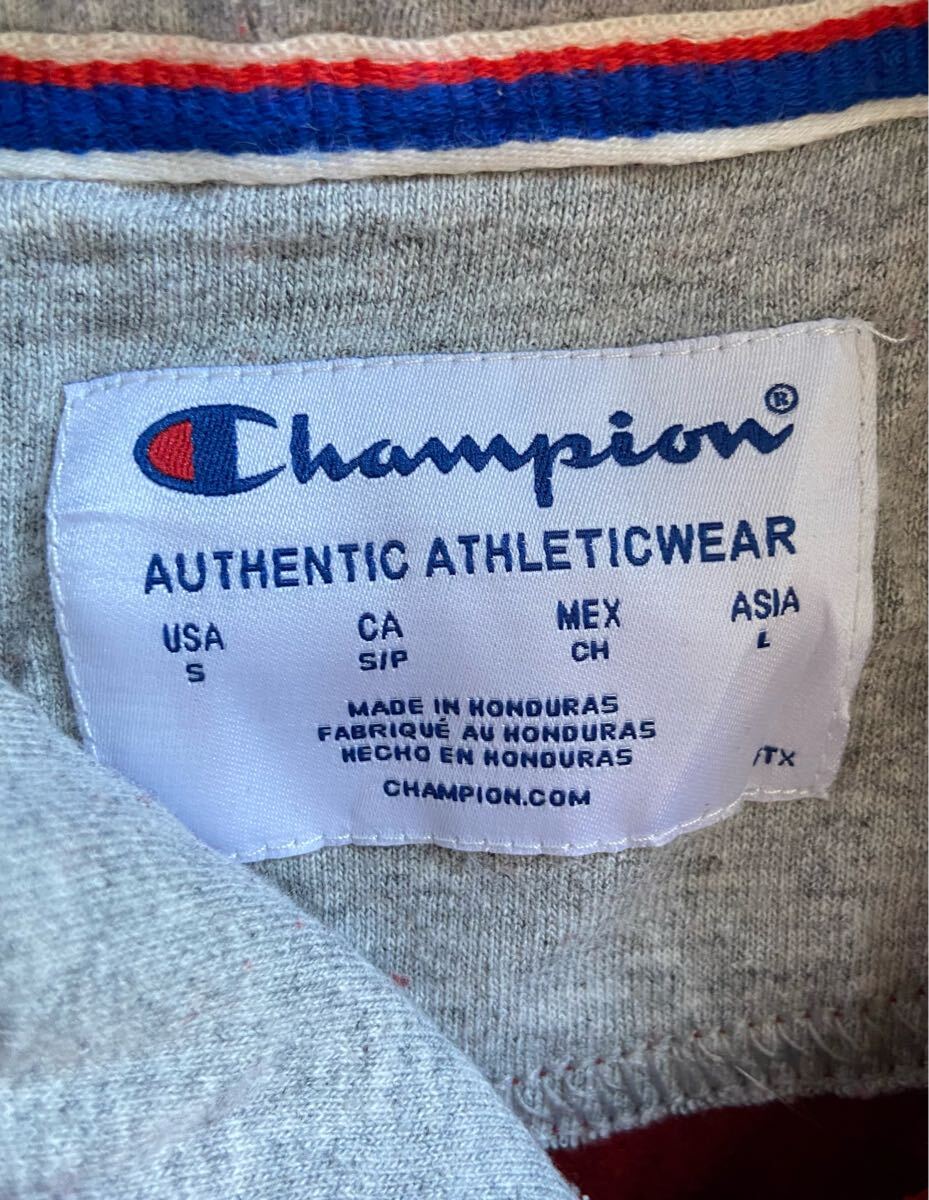 Champion®
AUTHENTIC ATHLETICWEAR
USA CA MEX ASIA
S S/P CH L
MADE IN HONDURAS
FABRIQUÉ AU HONDURAS
HECHO EN HONDURAS /TX
CHAMPION.COM